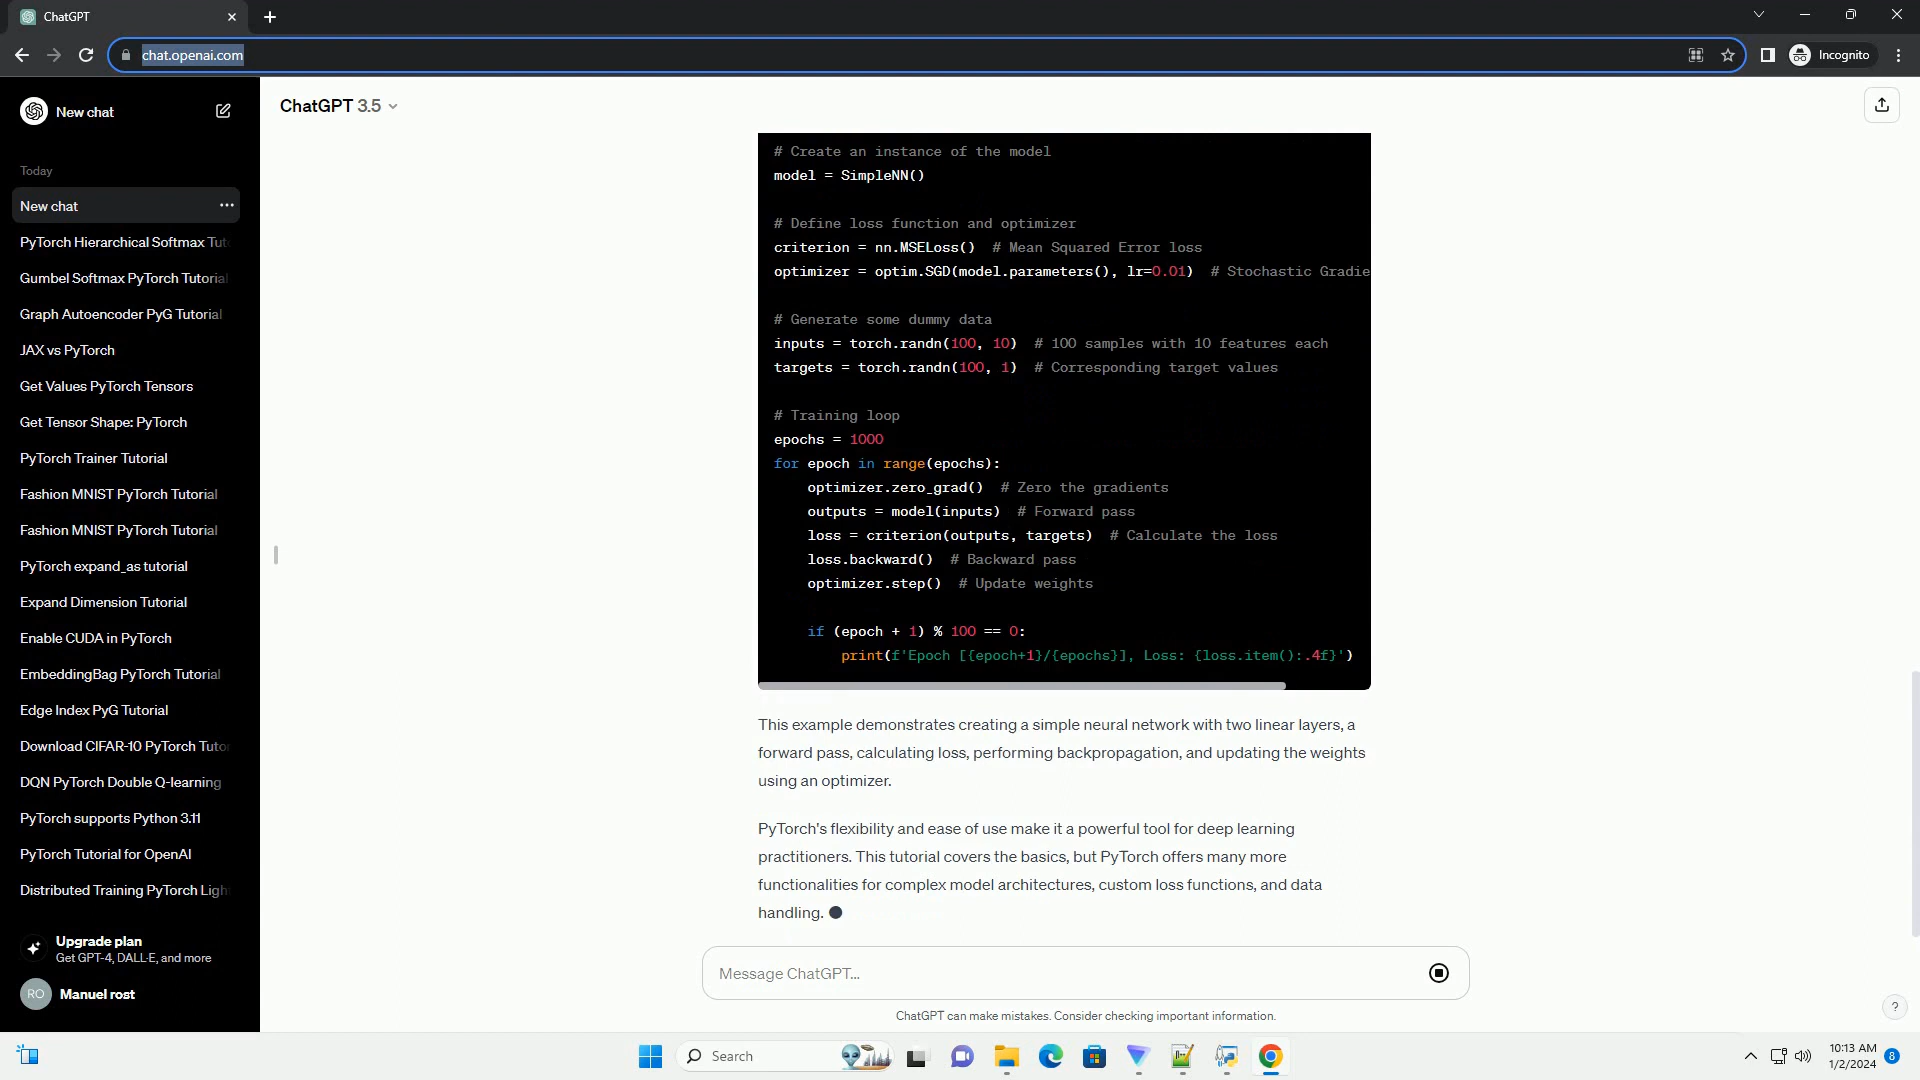 ChatGPT
chat.openai.com
Incognito
New chat
Today
New chat
PyTorch Hierarchical Softmax Tut
Gumbel Softmax PyTorch Tutorial
Graph Autoencoder PyG Tutorial
JAX vs PyTorch
Get Values PyTorch Tensors
Get Tensor Shape: PyTorch
PyTorch Trainer Tutorial
Fashion MNIST PyTorch Tutorial
Fashion MNIST PyTorch Tutorial
PyTorch expand_as tutorial
Expand Dimension Tutorial
Enable CUDA in PyTorch
EmbeddingBag PyTorch Tutorial
Edge Index PyG Tutorial
Download CIFAR-10 PyTorch Tuto
DQN PyTorch Double Q-learning
PyTorch supports Python 3.11
PyTorch Tutorial for OpenAI
Distributed Training PyTorch Ligh
Upgrade plan
Get GPT-4, DALL·E, and more
RO Manuel rost
ChatGPT 3.5
# Create an instance of the model
model = SimpleNN()
# Define loss function and optimizer
criterion = nn.MSELoss()  # Mean Squared Error loss
optimizer = optim.SGD(model.parameters(), lr=0.01)  # Stochastic Gradie
# Generate some dummy data
inputs = torch.randn(100, 10)  # 100 samples with 10 features each
targets = torch.randn(100, 1)  # Corresponding target values
# Training loop
epochs = 1000
for epoch in range(epochs):
    optimizer.zero_grad()  # Zero the gradients
    outputs = model(inputs)  # Forward pass
    loss = criterion(outputs, targets)  # Calculate the loss
    loss.backward()  # Backward pass
    optimizer.step()  # Update weights
    if (epoch + 1) % 100 == 0:
        print(f'Epoch [{epoch+1}/{epochs}], Loss: {loss.item():.4f}')
This example demonstrates creating a simple neural network with two linear layers, a
forward pass, calculating loss, performing backpropagation, and updating the weights
using an optimizer.
PyTorch's flexibility and ease of use make it a powerful tool for deep learning
practitioners. This tutorial covers the basics, but PyTorch offers many more
functionalities for complex model architectures, custom loss functions, and data
handling.
Message ChatGPT...
ChatGPT can make mistakes. Consider checking important information.
?
Search
10:13 AM
1/2/2024
8